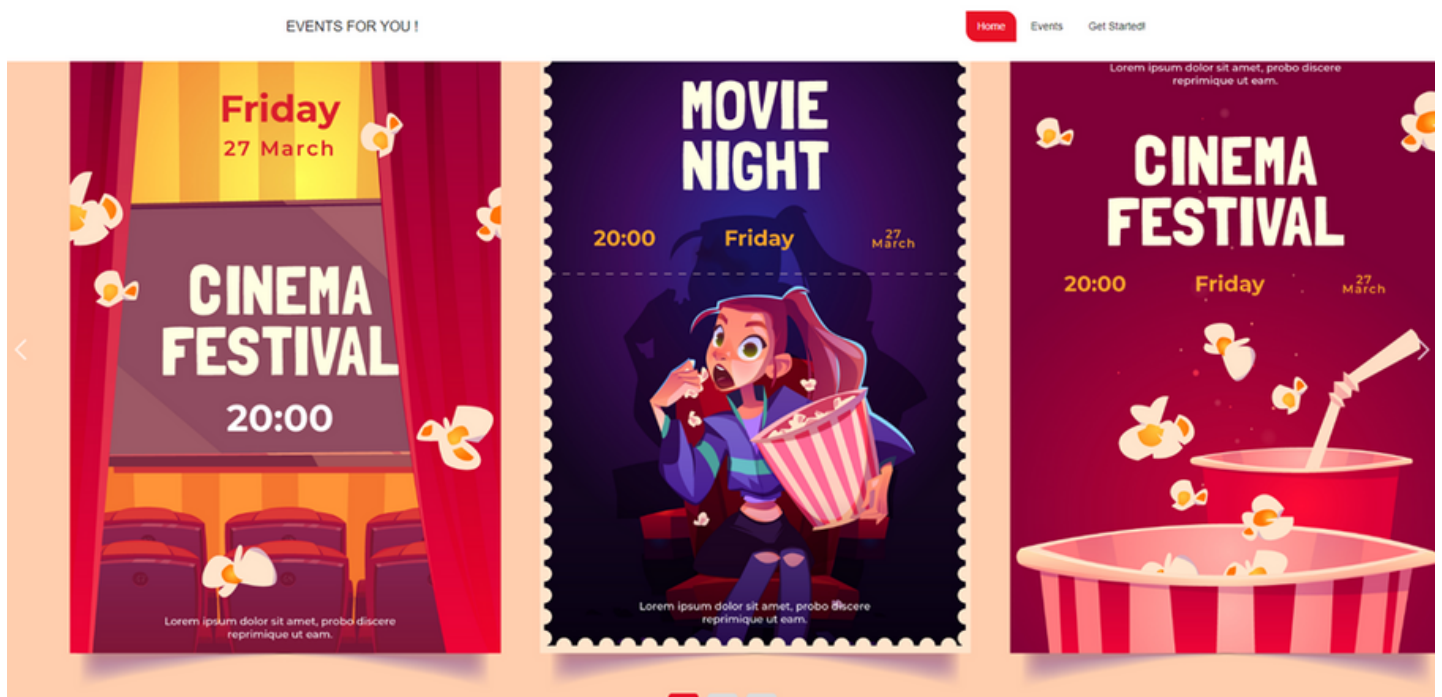 EVENTS FOR YOU !
Home Events Get Started!
Friday
27 March
CINEMA
FESTIVAL
20:00
Lorem ipsum dolor sit amet, probo discere
reprimique ut eam.
MOVIE
NIGHT
20:00 Friday 27
March
Lorem ipsum dolor sit amet, probo discere
reprimique ut eam.
Lorem ipsum dolor sit amet, probo discere
reprimique ut eam.
CINEMA
FESTIVAL
20:00 Friday 27
March